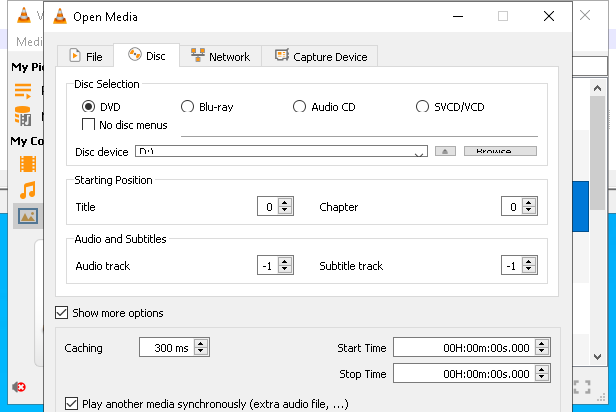 Open Media
Medi
File Disc Network Capture Device
My Pi
Disc Selection
DVD Blu-ray Audio CD SVCD/VCD
No disc menus
My Co
Disc device D:\ Browse...
Starting Position
Title 0 Chapter 0
Audio and Subtitles
Audio track -1 Subtitle track -1
Show more options
Caching 300 ms Start Time 00H:00m:00s.000
Stop Time 00H:00m:00s.000
Play another media synchronously (extra audio file, ...)